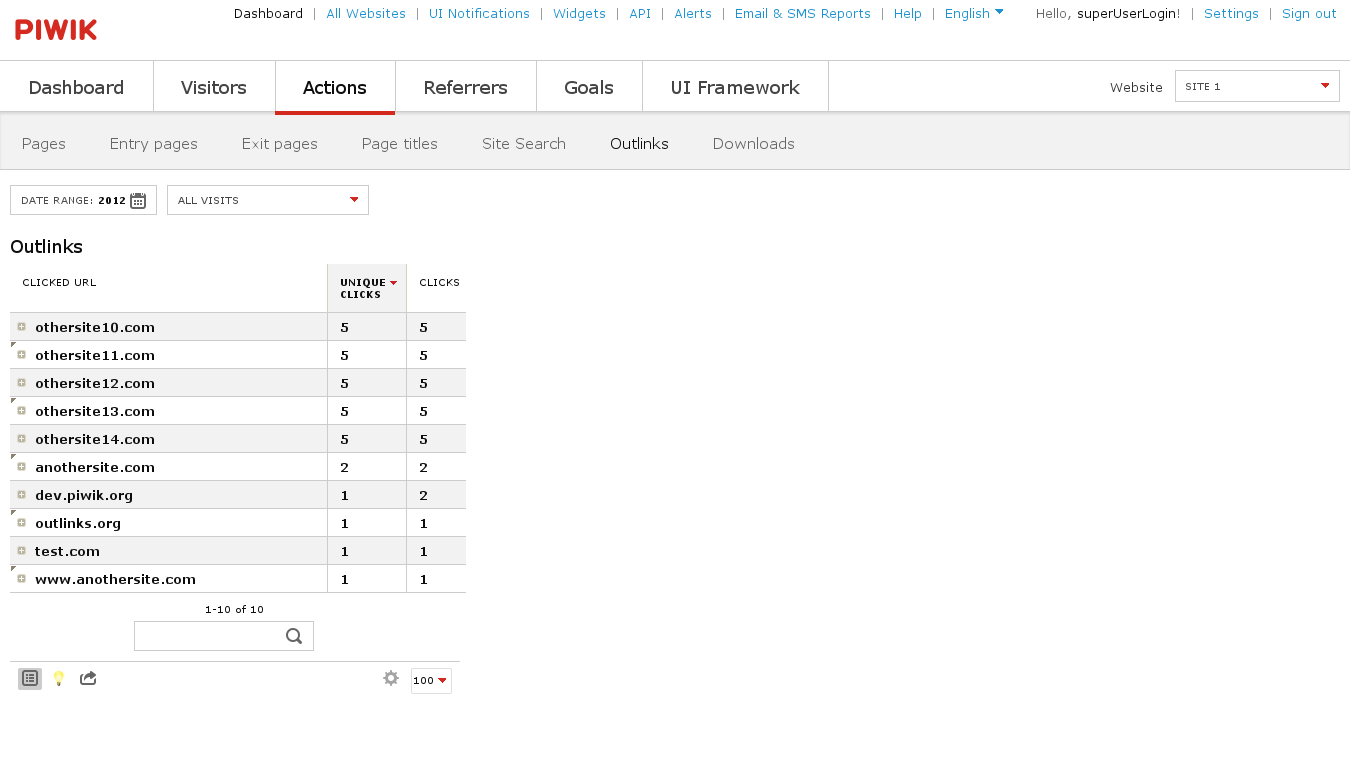 PIWIK
Dashboard | All Websites | UI Notifications | Widgets | API | Alerts | Email & SMS Reports | Help | English Hello, superUserLogin! | Settings | Sign out
Dashboard Visitors Actions Referrers Goals UI Framework Website SITE 1
Pages Entry pages Exit pages Page titles Site Search Outlinks Downloads
DATE RANGE: 2012 ALL VISITS
Outlinks
CLICKED URL UNIQUE CLICKS CLICKS
othersite10.com 5 5
othersite11.com 5 5
othersite12.com 5 5
othersite13.com 5 5
othersite14.com 5 5
anothersite.com 2 2
dev.piwik.org 1 2
outlinks.org 1 1
test.com 1 1
www.anothersite.com 1 1
1-10 of 10
100